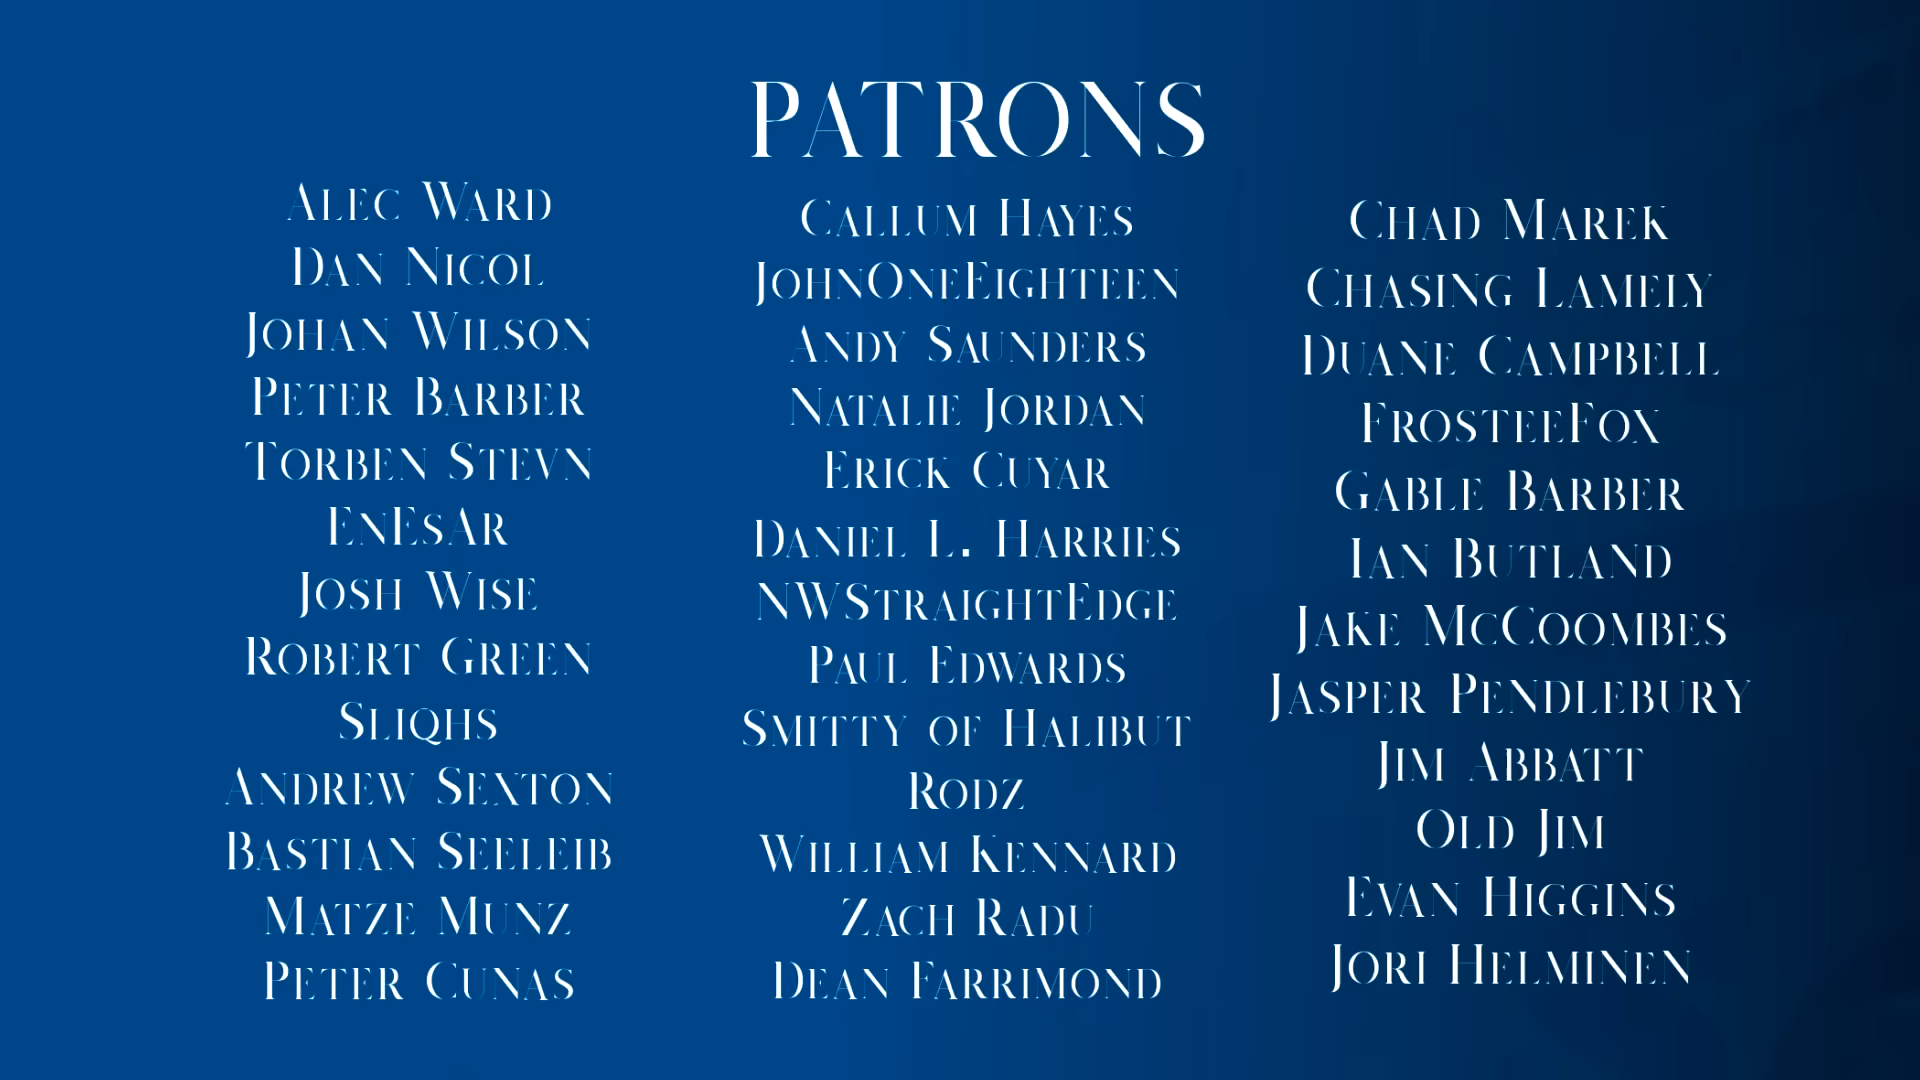 PATRONS
Alec Ward
Dan Nicol
Johan Wilson
Peter Barber
Torben Stevn
EnEsAr
Josh Wise
Robert Green
Sliqhs
Andrew Sexton
Bastian Seeleib
Matze Munz
Peter Cunas
Callum Hayes
JohnOneEighteen
Andy Saunders
Natalie Jordan
Erick Cuyar
Daniel L. Harries
NWStraightEdge
Paul Edwards
Smitty of Halibut
Rodz
William Kennard
Zach Radu
Dean Farrimond
Chad Marek
Chasing Lamely
Duane Campbell
FrosteeFox
Gable Barber
Ian Butland
Jake McCoombes
Jasper Pendlebury
Jim Abbatt
Old Jim
Evan Higgins
Jori Helminen